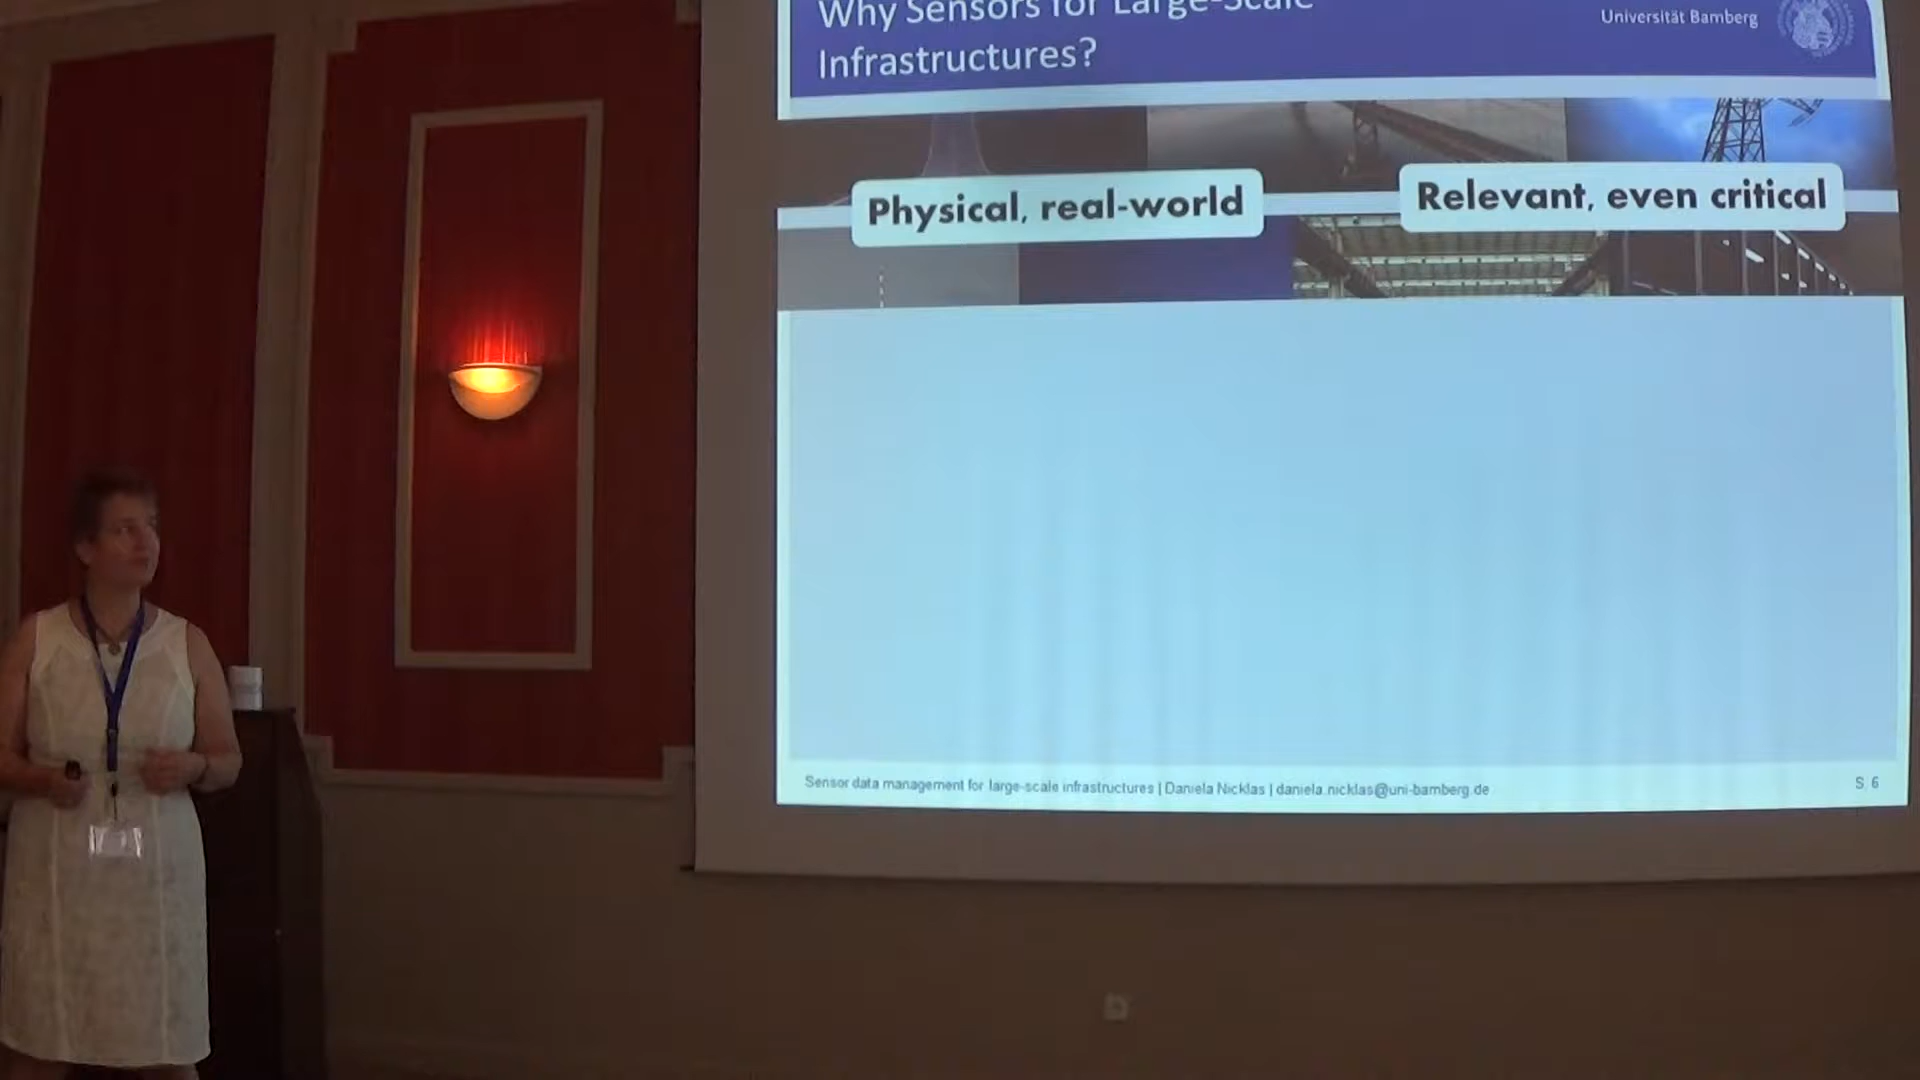 Why Sensors for Large-Scale
Infrastructures?
Universität Bamberg
Physical, real-world
Relevant, even critical
Sensor data management for large-scale infrastructures | Daniela Nicklas | daniela.nicklas@uni-bamberg.de
S. 6